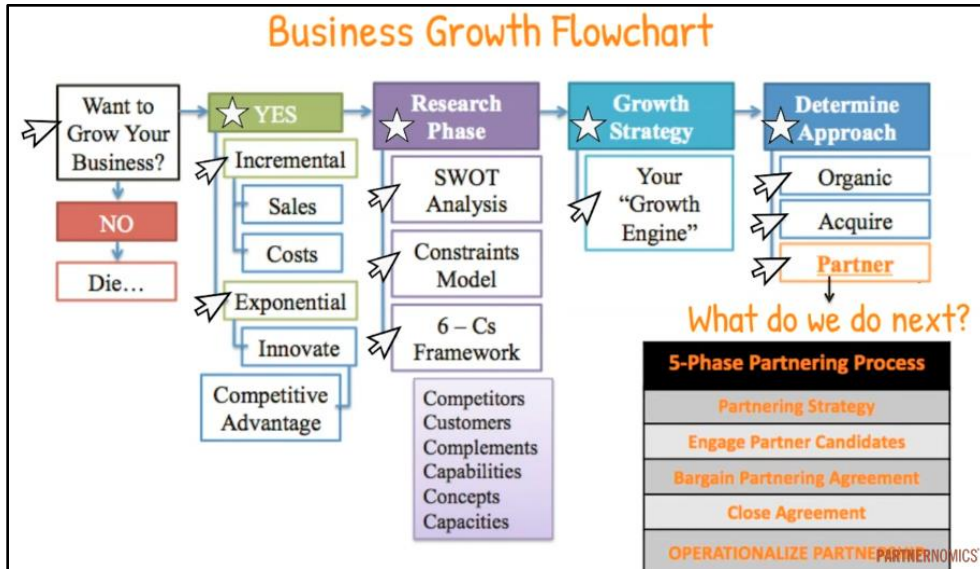 Business Growth Flowchart
Want to
Grow Your
Business?
NO
Die...
YES
Incremental
Sales
Costs
Exponential
Innovate
Competitive
Advantage
Research
Phase
SWOT
Analysis
Constraints
Model
6 – Cs
Framework
Competitors
Customers
Complements
Capabilities
Concepts
Capacities
Growth
Strategy
Your
“Growth
Engine”
Determine
Approach
Organic
Acquire
Partner
What do we do next?
5-Phase Partnering Process
Partnering Strategy
Engage Partner Candidates
Bargain Partnering Agreement
Close Agreement
OPERATIONALIZE
PARTNERNOMICS